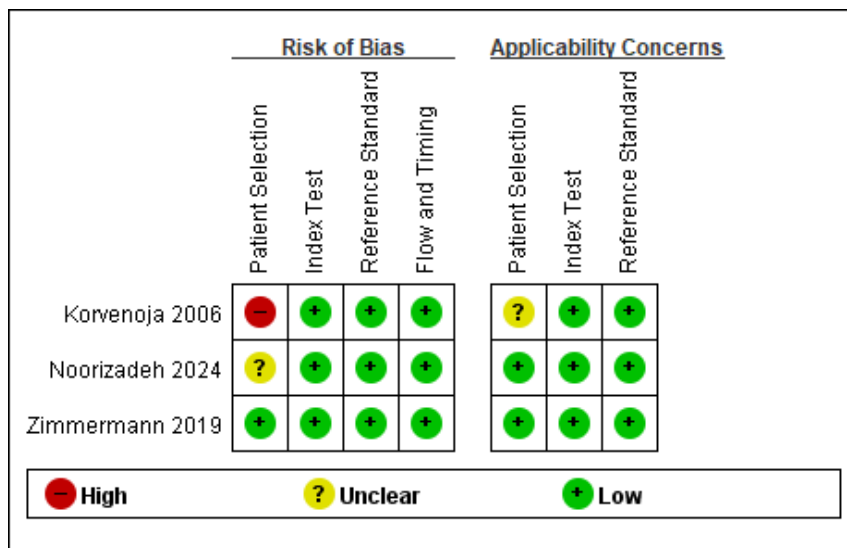 Risk of Bias
Applicability Concerns
Patient Selection
Index Test
Reference Standard
Flow and Timing
Patient Selection
Index Test
Reference Standard
Korvenoja 2006 – + + + ? + +
Noorizadeh 2024 ? + + + + + +
Zimmermann 2019 + + + + + + +
– High ? Unclear + Low